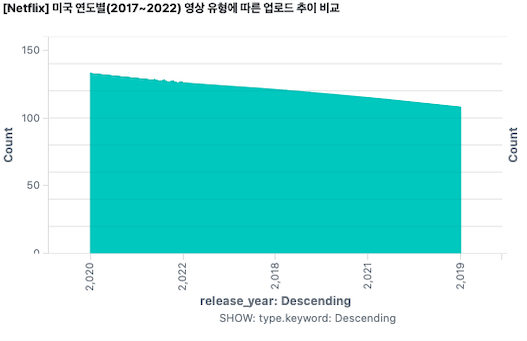 [Netflix] 미국 연도별(2017~2022) 영상 유형에 따른 업로드 추이 비교
150
100
50
0
Count
Count
2,020
2,022
2,018
2,021
2,019
release_year: Descending
SHOW: type.keyword: Descending